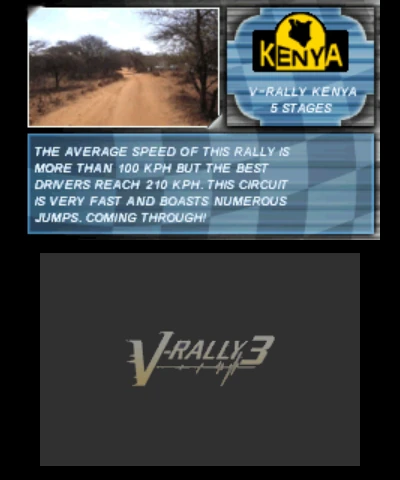 KENYA
V-RALLY KENYA
5 STAGES
THE AVERAGE SPEED OF THIS RALLY IS
MORE THAN 100 KPH BUT THE BEST
DRIVERS REACH 210 KPH. THIS CIRCUIT
IS VERY FAST AND BOASTS NUMEROUS
JUMPS. COMING THROUGH!
V-RALLY 3